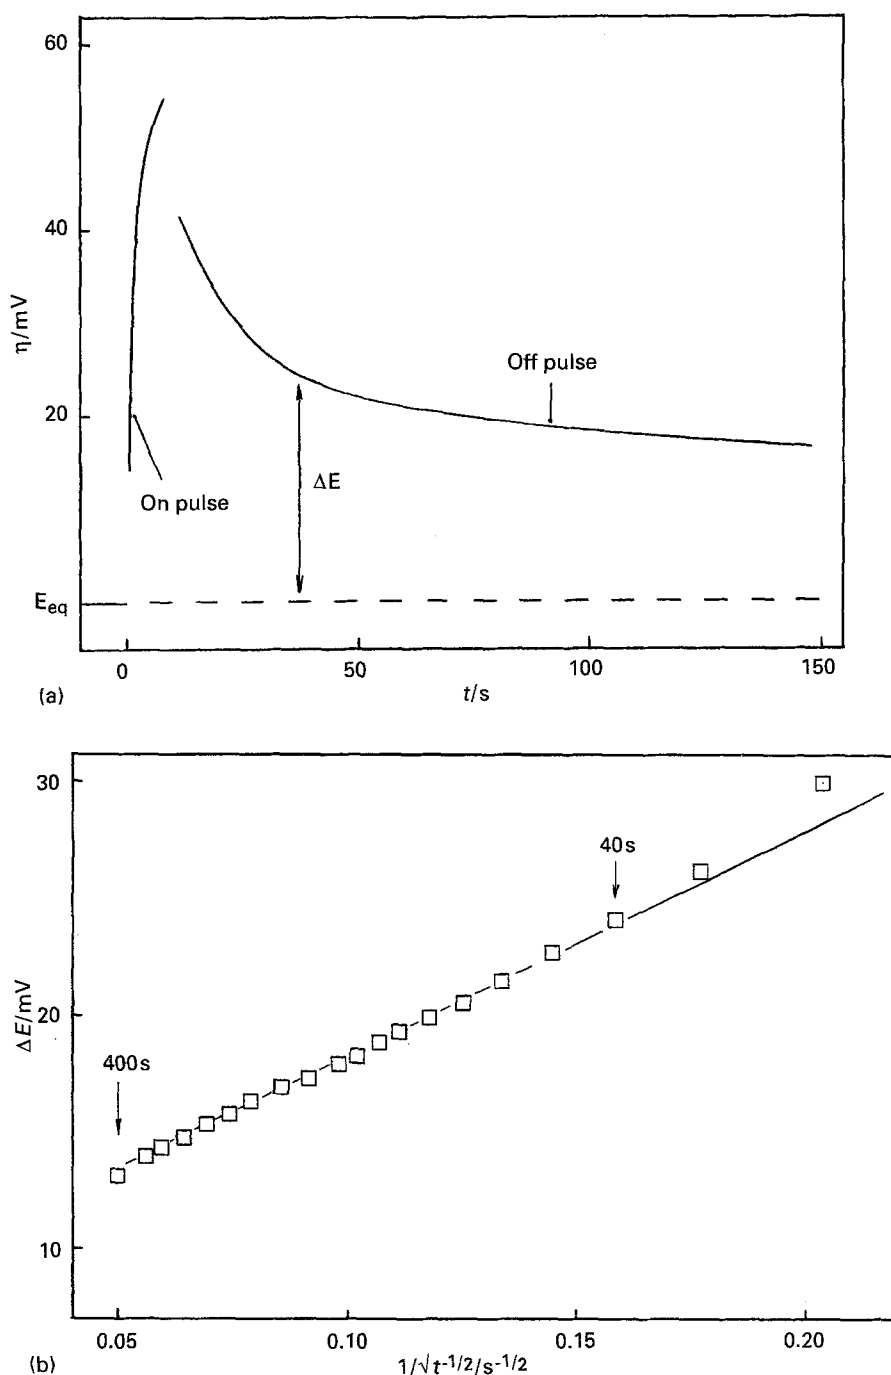 60
40
η/mV
Off pulse
20
ΔE
On pulse
E_eq
0
50
100
150
(a)
t/s
30
40s
ΔE/mV
20
400s
10
0.05
0.10
0.15
0.20
(b)
1/√t^-1/2/s^-1/2